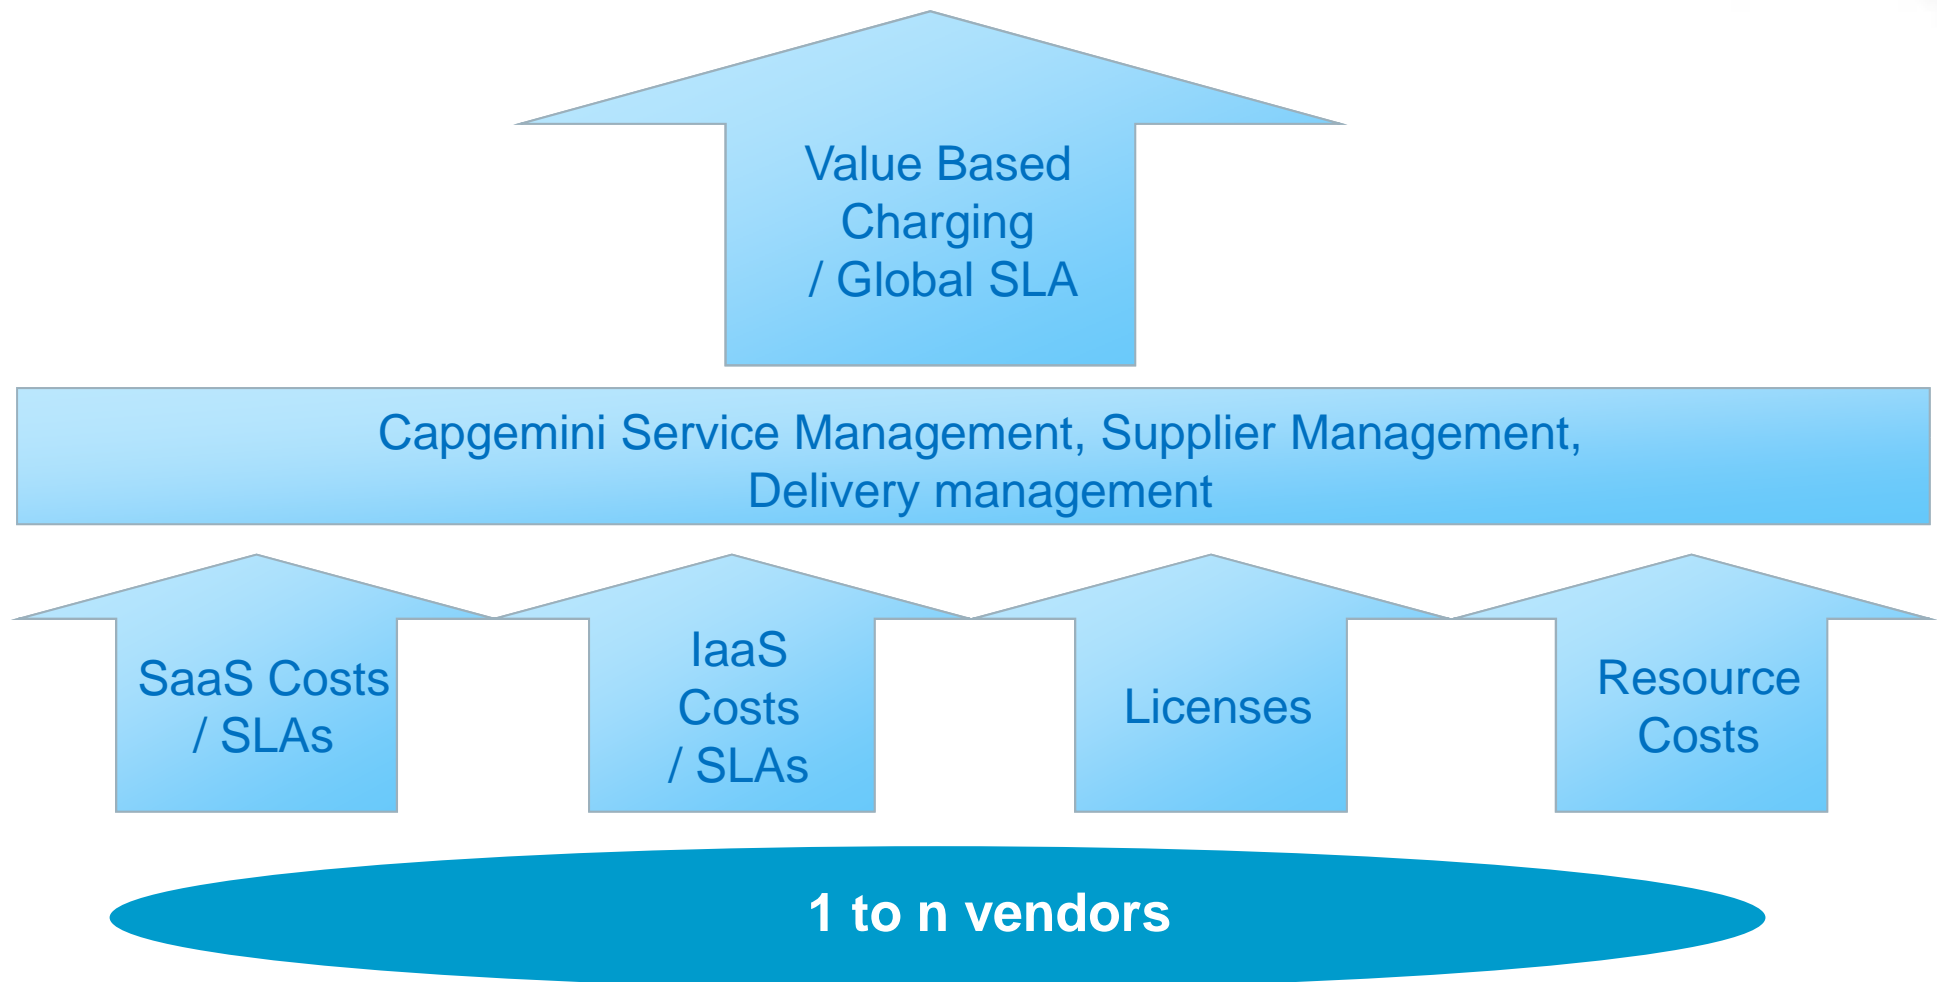 Value Based
Charging
/ Global SLA
Capgemini Service Management, Supplier Management,
Delivery management
SaaS Costs
/ SLAs
IaaS
Costs
/ SLAs
Licenses
Resource
Costs
1 to n vendors